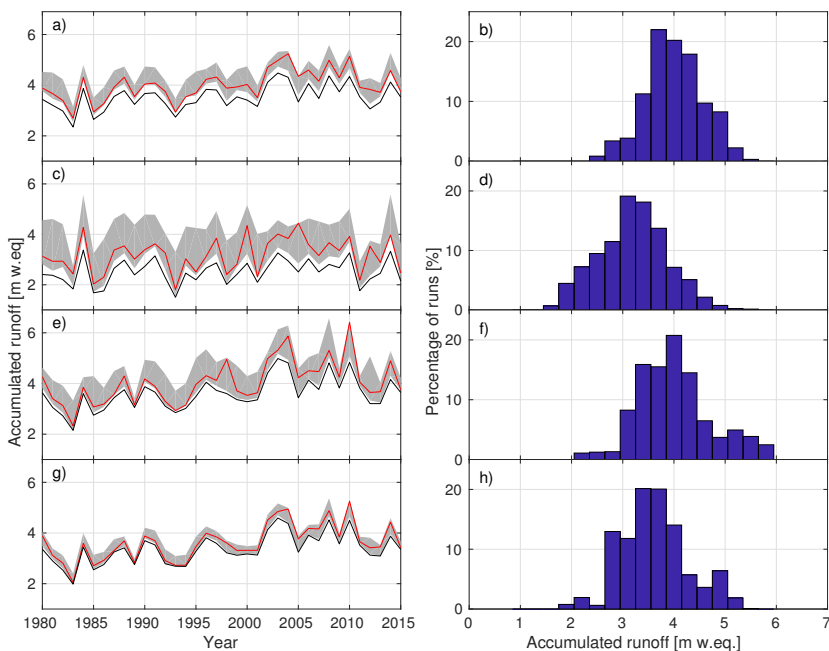 a)
6
4
2
c)
6
4
2
e)
6
4
2
g)
6
4
2
1980 1985 1990 1995 2000 2005 2010 2015
Year
Accumulated runoff [m w.eq]
b)
20
10
0
d)
20
10
0
f)
20
10
0
h)
20
10
0
0 1 2 3 4 5 6 7
Accumulated runoff [m w.eq.]
Percentage of runs [%]